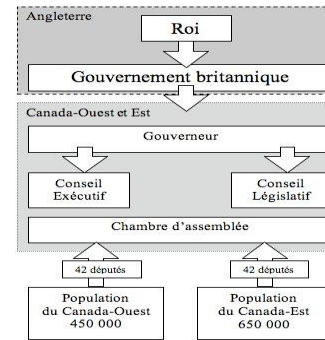 Angleterre
Roi
Gouvernement britannique
Canada-Ouest et Est
Gouverneur
Conseil
Exécutif
Conseil
Législatif
Chambre d'assemblée
42 députés
42 députés
Population
du Canada-Ouest
450 000
Population
du Canada-Est
650 000